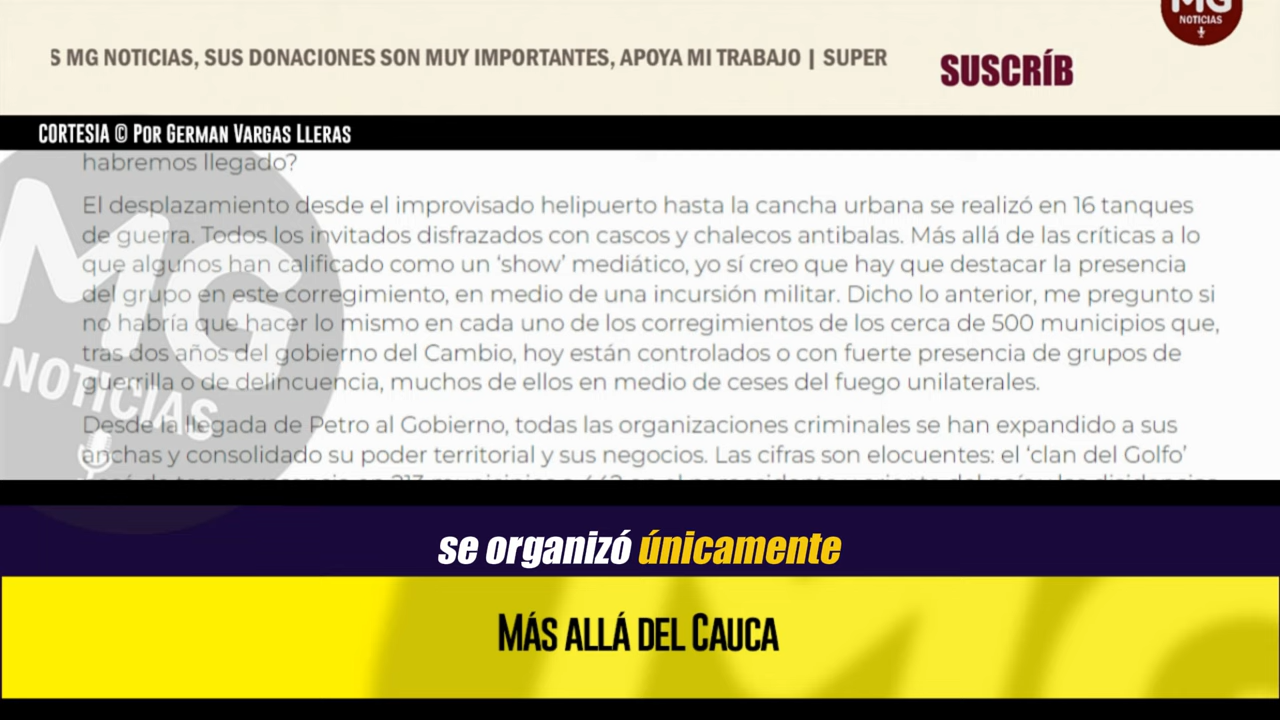 MG
NOTICIAS
S MG NOTICIAS, SUS DONACIONES SON MUY IMPORTANTES, APOYA MI TRABAJO | SUPER
SUSCRÍB
CORTESIA © POR GERMAN VARGAS LLERAS
habremos llegado?
El desplazamiento desde el improvisado helipuerto hasta la cancha urbana se realizó en 16 tanques
de guerra. Todos los invitados disfrazados con cascos y chalecos antibalas. Más allá de las críticas a lo
que algunos han calificado como un ‘show’ mediático, yo sí creo que hay que destacar la presencia
del grupo en este corregimiento, en medio de una incursión militar. Dicho lo anterior, me pregunto si
no habría que hacer lo mismo en cada uno de los corregimientos de los cerca de 500 municipios que,
tras dos años del gobierno del Cambio, hoy están controlados o con fuerte presencia de grupos de
guerrilla o de delincuencia, muchos de ellos en medio de ceses del fuego unilaterales.
Desde la llegada de Petro al Gobierno, todas las organizaciones criminales se han expandido a sus
anchas y consolidado su poder territorial y sus negocios. Las cifras son elocuentes: el ‘clan del Golfo’
MG
NOTICIAS
se organizó únicamente
MÁS ALLÁ DEL CAUCA